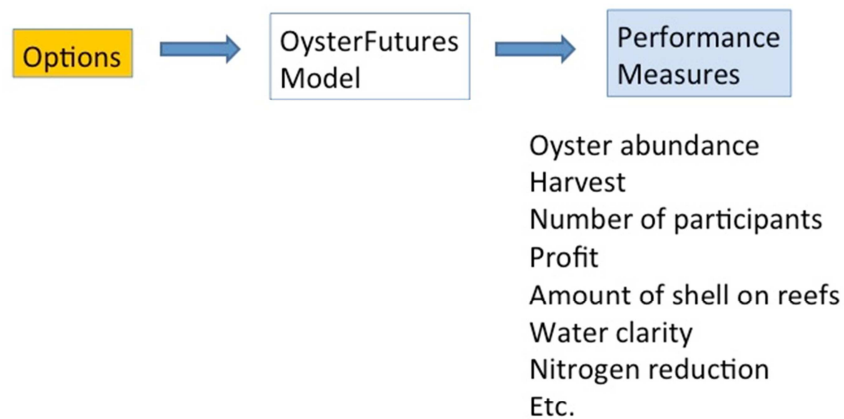 Options
OysterFutures
Model
Performance
Measures
Oyster abundance
Harvest
Number of participants
Profit
Amount of shell on reefs
Water clarity
Nitrogen reduction
Etc.